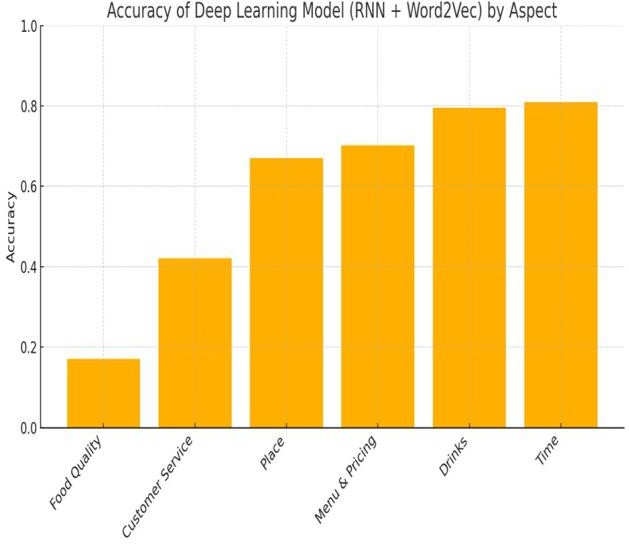 Accuracy of Deep Learning Model (RNN + Word2Vec) by Aspect
1.0
0.8
0.6
0.4
0.2
0.0
Accuracy
Food Quality
Customer Service
Place
Menu & Pricing
Drinks
Time